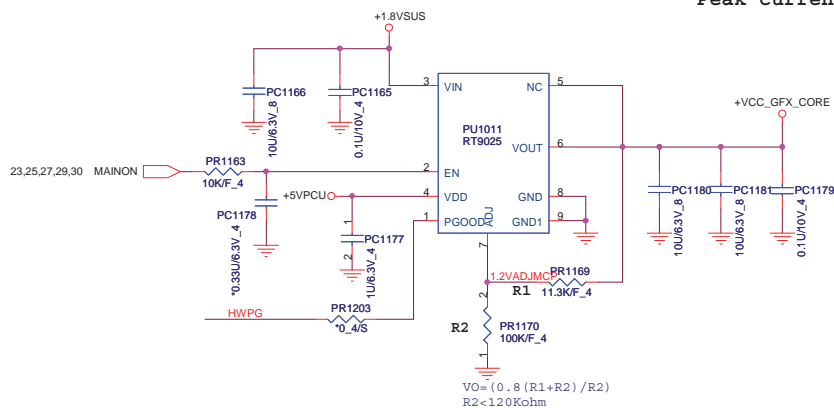 Peak Curren
+1.8VSUS
PC1166
10U/6.3V_8
PC1165
0.1U/10V_4
3
VIN
NC
5
PU1011
RT9025
VOUT
6
+VCC_GFX_CORE
23,25,27,29,30 MAINON
PR1163
10K/F_4
2
EN
PC1178
*0.33U/6.3V_4
+5VPCU
4
VDD
GND
8
1
PGOOD
GND1
9
ADJ
7
1
PC1177
2
1U/6.3V_4
PC1180
10U/6.3V_8
PC1181
10U/6.3V_8
PC1179
0.1U/10V_4
1.2VADJMCP
PR1169
R1
11.3K/F_4
HWPG
PR1203
*0_4/S
R2
2
PR1170
100K/F_4
1
VO=(0.8(R1+R2)/R2)
R2<120Kohm